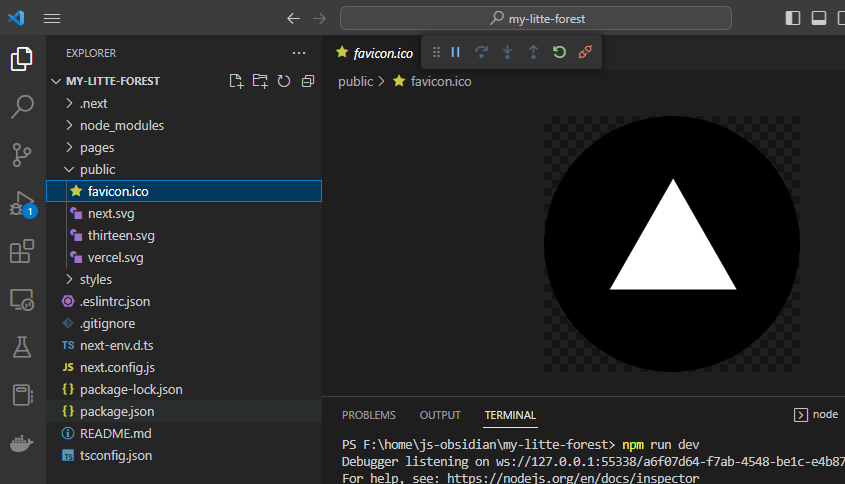 my-litte-forest
EXPLORER
MY-LITTE-FOREST
.next
node_modules
pages
public
favicon.ico
next.svg
thirteen.svg
vercel.svg
styles
.eslintrc.json
.gitignore
TS next-env.d.ts
JS next.config.js
{ } package-lock.json
{ } package.json
README.md
TS tsconfig.json
1
favicon.ico
public > favicon.ico
PROBLEMS OUTPUT TERMINAL
node
PS F:\home\js-obsidian\my-litte-forest> npm run dev
Debugger listening on ws://127.0.0.1:55338/a6f07d64-f7ab-4548-be1c-e4b87
For help, see: https://nodejs.org/en/docs/inspector